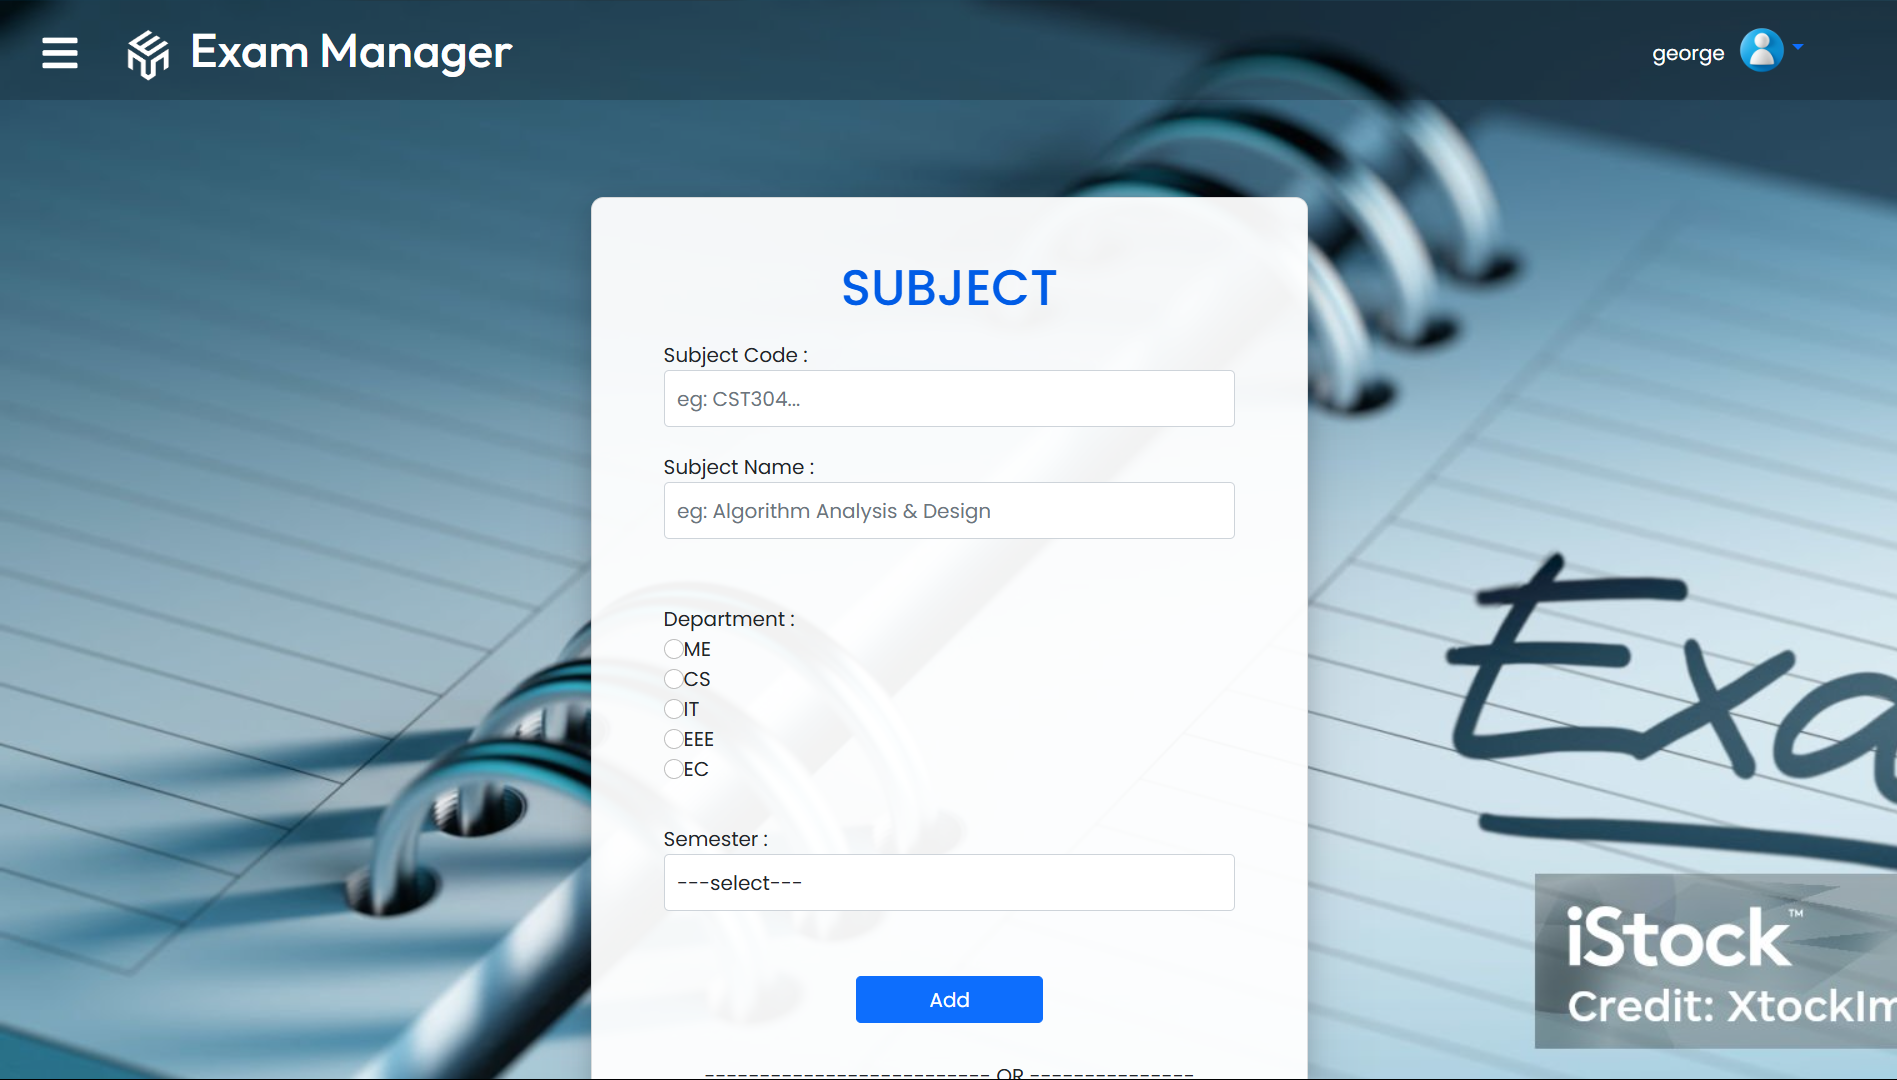 Exam Manager
george
SUBJECT
Subject Code :
eg: CST304...
Subject Name :
eg: Algorithm Analysis & Design
Department :
ME
CS
IT
EEE
EC
Semester :
---select---
Add
-------------------------- OR ---------------
Exa
iStock™
Credit: XtockIm